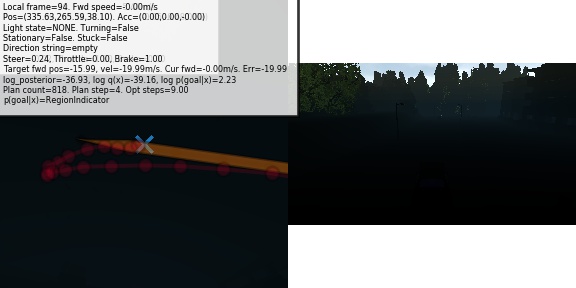 Local frame=94. Fwd speed=-0.00m/s
Pos=(335.63,265.59,38.10). Acc=(0.00,0.00,-0.00)
Light state=NONE. Turning=False
Stationary=False. Stuck=False
Direction string=empty
Steer=0.24, Throttle=0.00, Brake=1.00
Target fwd pos=-15.99, vel=-19.99m/s. Cur fwd=-0.00m/s. Err=-19.99
log_posterior=-36.93, log q(x)=-39.16, log p(goal|x)=2.23
Plan count=818. Plan step=4. Opt steps=9.00
p(goal|x)=RegionIndicator